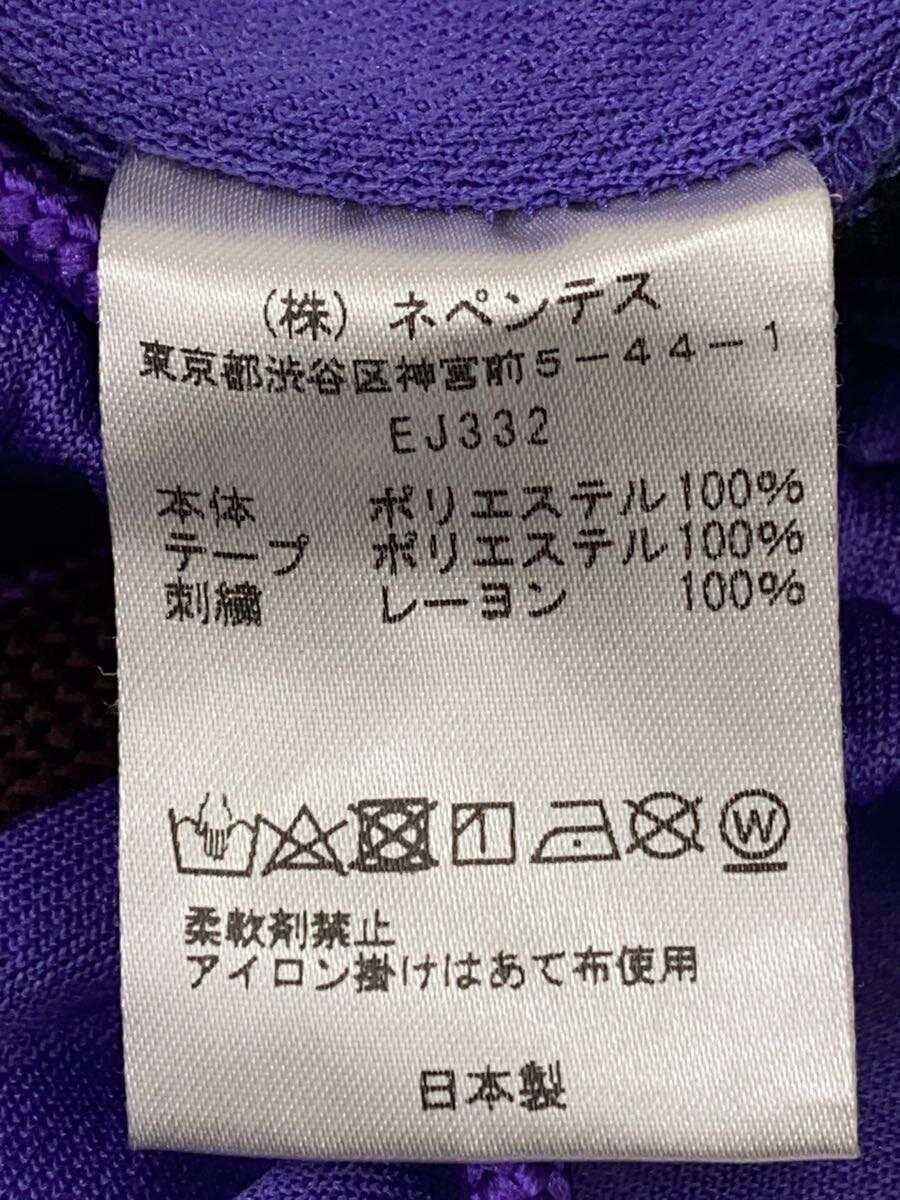 (株) ネペンテス
東京都渋谷区神宮前5-44-1
EJ332
本体 ポリエステル100%
テープ ポリエステル100%
刺繍 レーヨン 100%
W
柔軟剤禁止
アイロン掛けはあて布使用
日本製